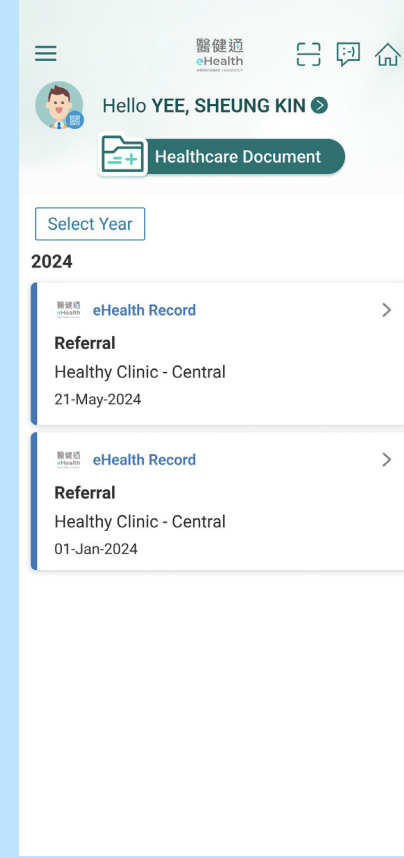 醫健通
eHealth
Hello YEE, SHEUNG KIN
醫
Healthcare Document
Select Year
2024
醫健通
eHealth
eHealth Record
Referral
Healthy Clinic - Central
21-May-2024
醫健通
eHealth
eHealth Record
Referral
Healthy Clinic - Central
01-Jan-2024